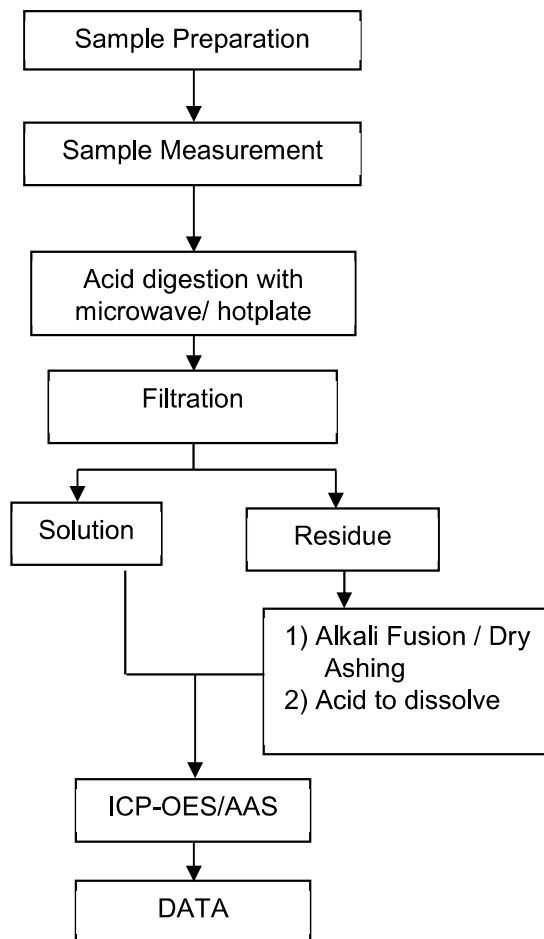 Sample Preparation
Sample Measurement
Acid digestion with
microwave/ hotplate
Filtration
Solution
Residue
1) Alkali Fusion / Dry
Ashing
2) Acid to dissolve
ICP-OES/AAS
DATA